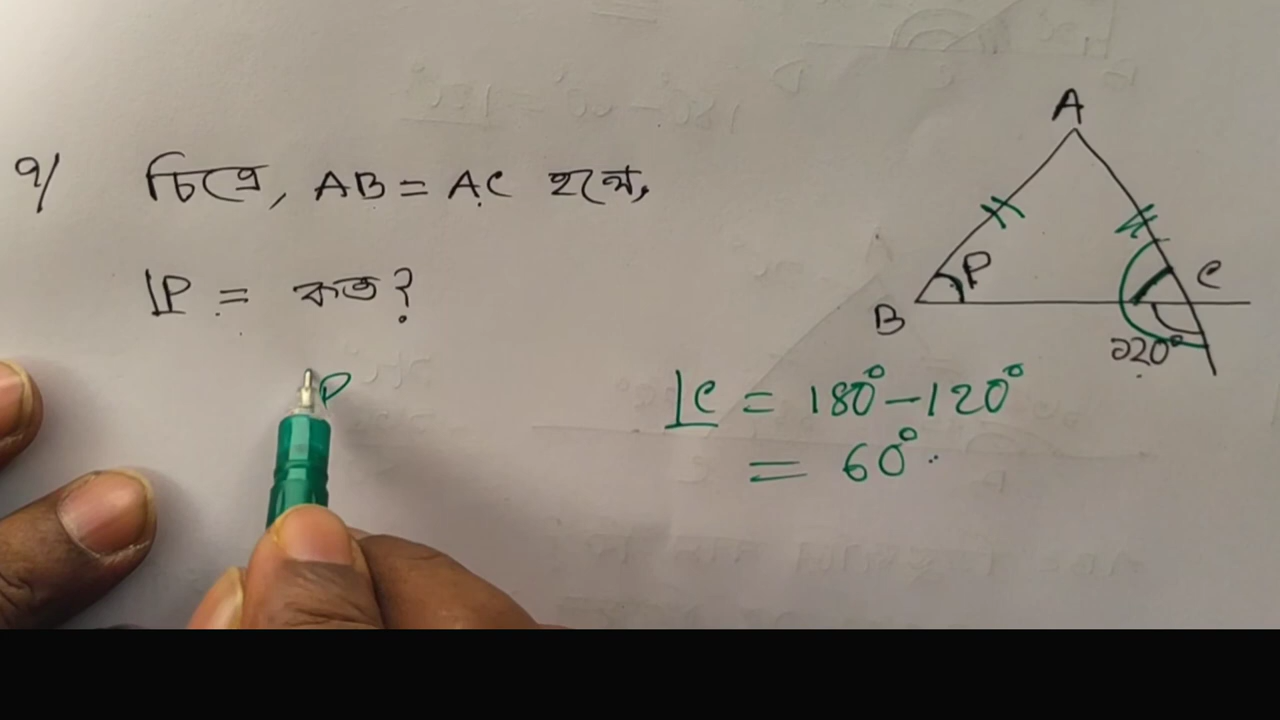 ৭/ চিত্রে, AB = AC হলে,
∠P = কত?
P
A
P
C
B
১২০°
∠C = 180° - 120°
= 60°.